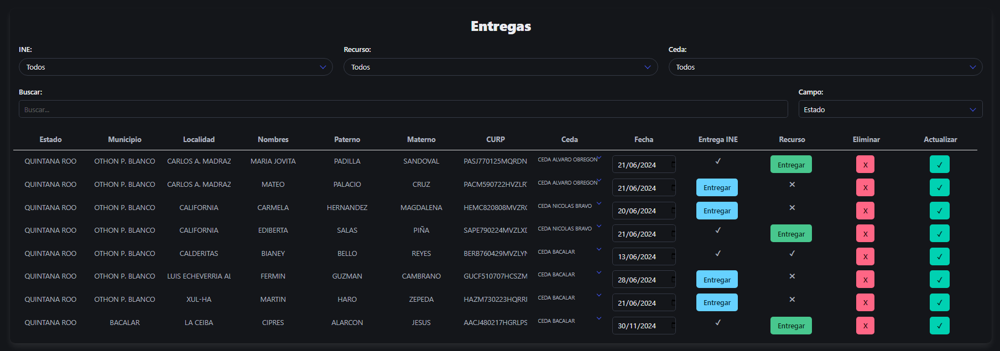 Entregas
INE: Recurso: Ceda:
Todos Todos Todos
Buscar: Campo:
Buscar... Estado
Estado Municipio Localidad Nombres Paterno Materno CURP Ceda Fecha Entrega INE Recurso Eliminar Actualizar
QUINTANA ROO OTHON P. BLANCO CARLOS A. MADRAZ MARIA JOVITA PADILLA SANDOVAL PASJ770125MQRDN CEDA ALVARO OBREGON 21/06/2024 ✓ Entregar X ✓
QUINTANA ROO OTHON P. BLANCO CARLOS A. MADRAZ MATEO PALACIO CRUZ PACM590722HVZLR CEDA ALVARO OBREGON 21/06/2024 Entregar ✕ X ✓
QUINTANA ROO OTHON P. BLANCO CALIFORNIA CARMELA HERNANDEZ MAGDALENA HEMC820808MVZR CEDA NICOLAS BRAVO 20/06/2024 Entregar ✕ X ✓
QUINTANA ROO OTHON P. BLANCO CALIFORNIA EDIBERTA SALAS PIÑA SAPE790224MVZLX CEDA NICOLAS BRAVO 21/06/2024 ✓ Entregar X ✓
QUINTANA ROO OTHON P. BLANCO CALDERITAS BIANEY BELLO REYES BERB760429MVZLY CEDA BACALAR 13/06/2024 ✓ ✓ X ✓
QUINTANA ROO OTHON P. BLANCO LUIS ECHEVERRIA FERMIN GUZMAN CAMBRANO GUCF510707HCSZM CEDA BACALAR 28/06/2024 Entregar ✕ X ✓
QUINTANA ROO OTHON P. BLANCO XUL-HA MARTIN HARO ZEPEDA HAZM730223HQRR CEDA BACALAR 21/06/2024 Entregar ✕ X ✓
QUINTANA ROO BACALAR LA CEIBA CIPRES ALARCON JESUS AACJ480217HGRLPS CEDA BACALAR 30/11/2024 ✓ Entregar X ✓